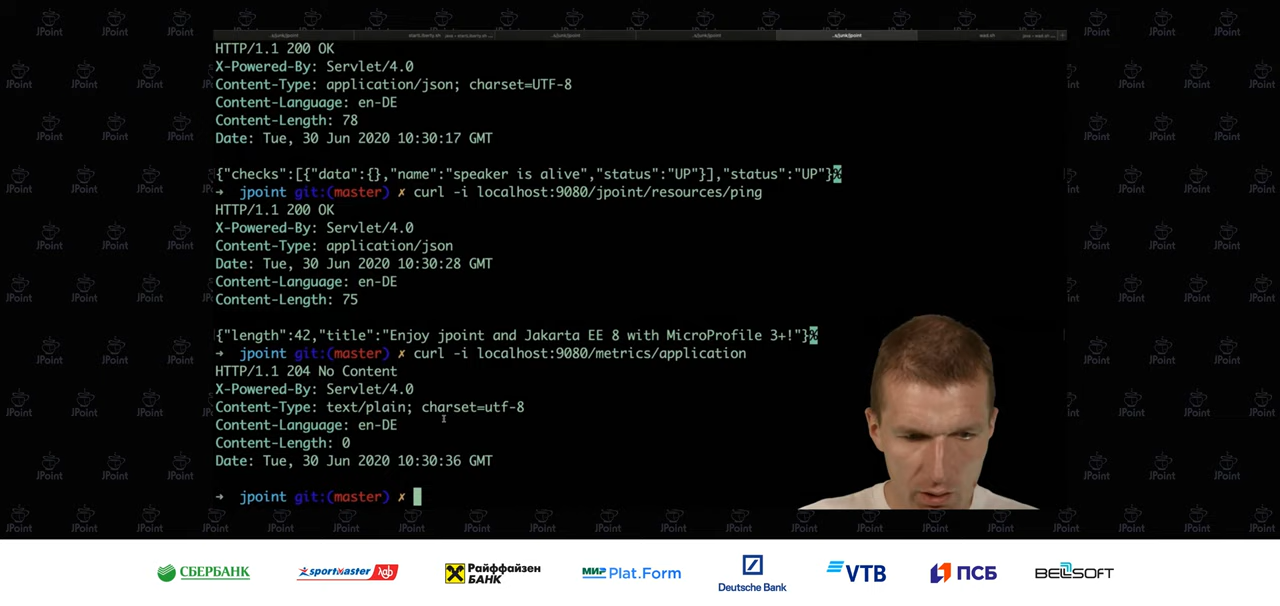 HTTP/1.1 200 OK
X-Powered-By: Servlet/4.0
Content-Type: application/json; charset=UTF-8
Content-Language: en-DE
Content-Length: 78
Date: Tue, 30 Jun 2020 10:30:17 GMT
{"checks":[{"data":{},"name":"speaker is alive","status":"UP"}],"status":"UP"}%
→ jpoint git:(master) ✗ curl -i localhost:9080/jpoint/resources/ping
HTTP/1.1 200 OK
X-Powered-By: Servlet/4.0
Content-Type: application/json
Date: Tue, 30 Jun 2020 10:30:28 GMT
Content-Language: en-DE
Content-Length: 75
{"length":42,"title":"Enjoy jpoint and Jakarta EE 8 with MicroProfile 3+!"}%
→ jpoint git:(master) ✗ curl -i localhost:9080/metrics/application
HTTP/1.1 204 No Content
X-Powered-By: Servlet/4.0
Content-Type: text/plain; charset=utf-8
Content-Language: en-DE
Content-Length: 0
Date: Tue, 30 Jun 2020 10:30:36 GMT
→ jpoint git:(master) ✗
JPoint
СБЕРБАНК
sportmaster лаб
Райффайзен
БАНК
МИР Plat.Form
Deutsche Bank
VTB
ПСБ
BELLSOFT